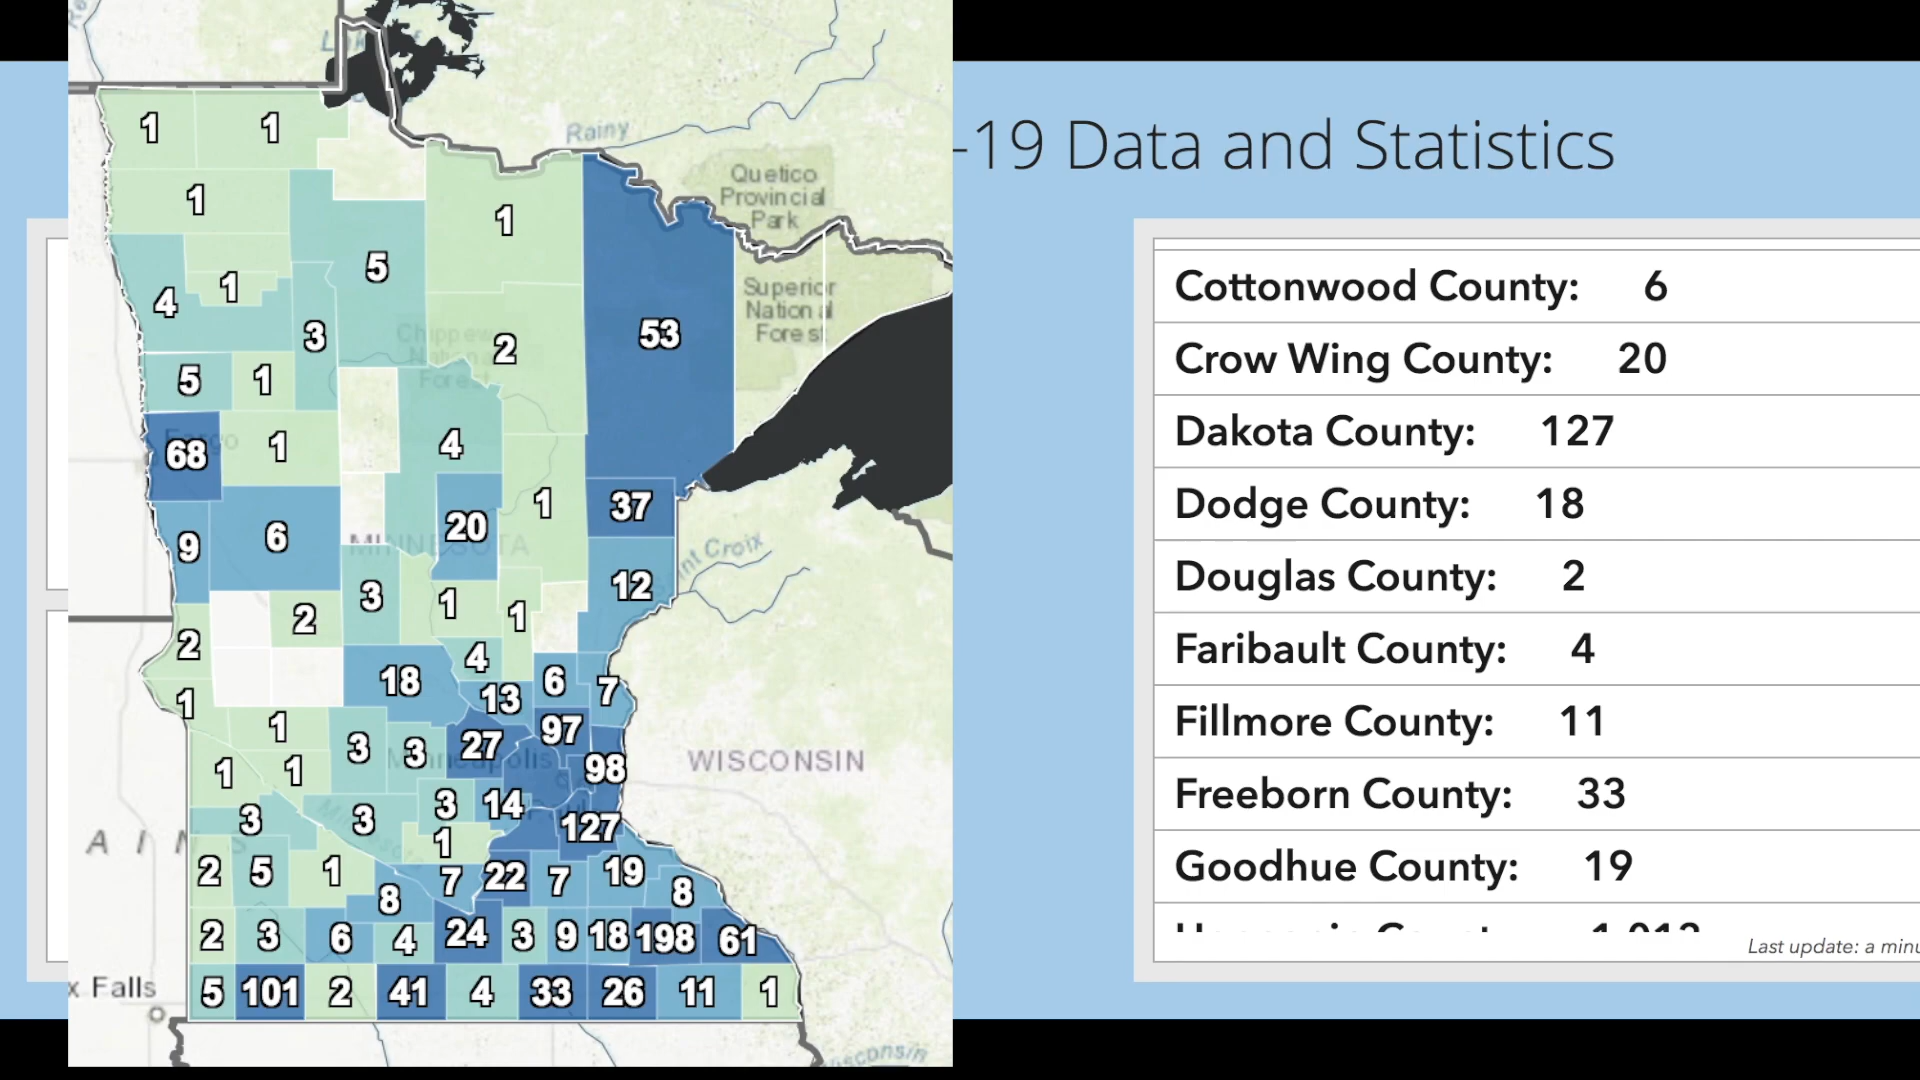 -19 Data and Statistics
Cottonwood County: 6
Crow Wing County: 20
Dakota County: 127
Dodge County: 18
Douglas County: 2
Faribault County: 4
Fillmore County: 11
Freeborn County: 33
Goodhue County: 19
Last update: a minu
Rainy
1 1
Quetico
Provincial
Park
1
1
5
1
4
Superior
National
Forest
3
53
2
5 1
68
1
4
37
1
20
6
9
MINNESOTA
12
3
1
1
2
2
4
18
6
7
13
1
1
97
27
3
3
WISCONSIN
98
1
1
3 14
3
3
127
1
A I N S
2 5 1
7 22 7 19
8
8
2 3 6 4 24 3 9 18 198 61
x Falls
5 101 2 41 4 33 26 11 1